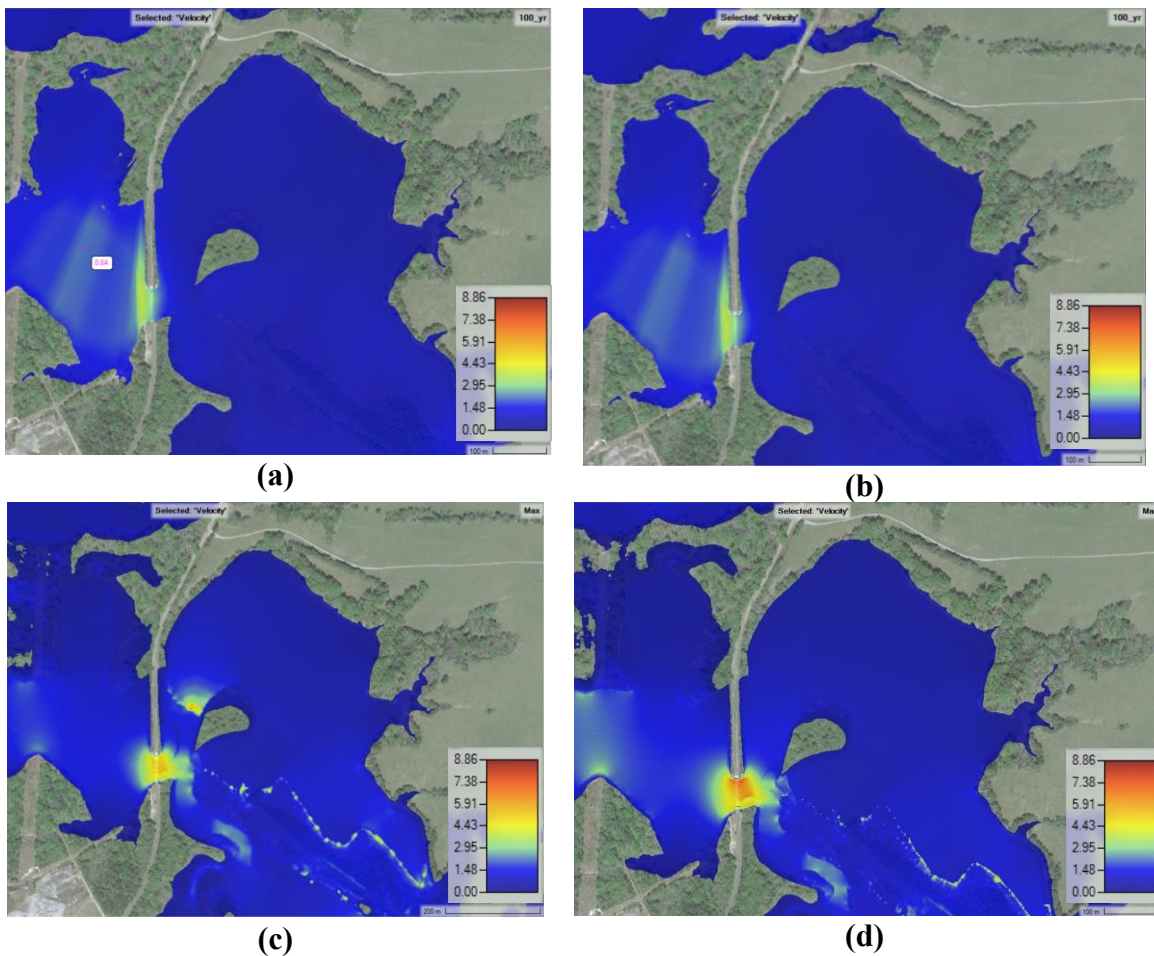 Selected: 'Velocity'
100_yr
0.64
8.86
7.38
5.91
4.43
2.95
1.48
0.00
100 m
(a)
Selected: 'Velocity'
100_yr
8.86
7.38
5.91
4.43
2.95
1.48
0.00
100 m
(b)
Selected: 'Velocity'
Max
8.86
7.38
5.91
4.43
2.95
1.48
0.00
200 m
(c)
Selected: 'Velocity'
Ma
8.86
7.38
5.91
4.43
2.95
1.48
0.00
100 m
(d)